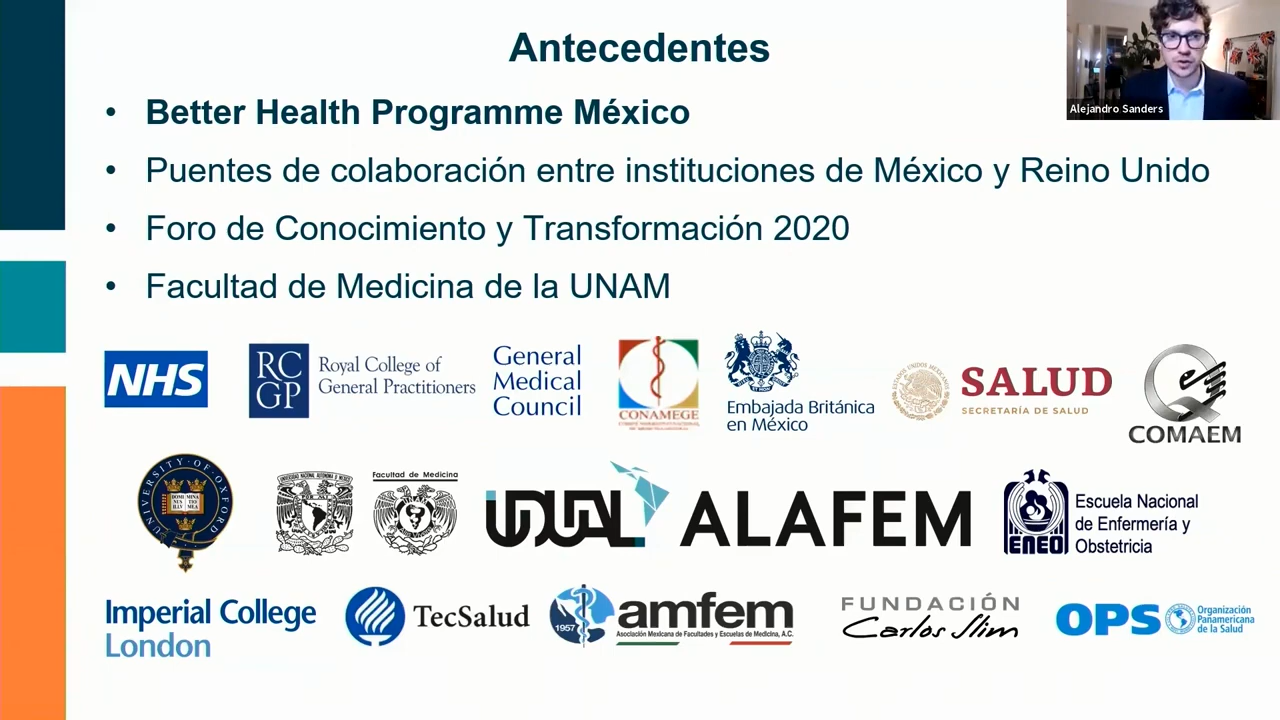 Antecedentes
Alejandro Sanders
• Better Health Programme México
• Puentes de colaboración entre instituciones de México y Reino Unido
• Foro de Conocimiento y Transformación 2020
• Facultad de Medicina de la UNAM
NHS
RC
GP
Royal College of
General Practitioners
General
Medical
Council
CONAMEGE
Embajada Británica
en México
SALUD
SECRETARÍA DE SALUD
COMAEM
UNIVERSITY · OF · OXFORD
Facultad de Medicina
UDUAL
ALAFEM
ENEO
Escuela Nacional
de Enfermería y
Obstetricia
Imperial College
London
TecSalud
1957
amfem
Asociación Mexicana de Facultades y Escuelas de Medicina, A.C.
FUNDACIÓN
Carlos Slim
OPS
Organización
Panamericana
de la Salud